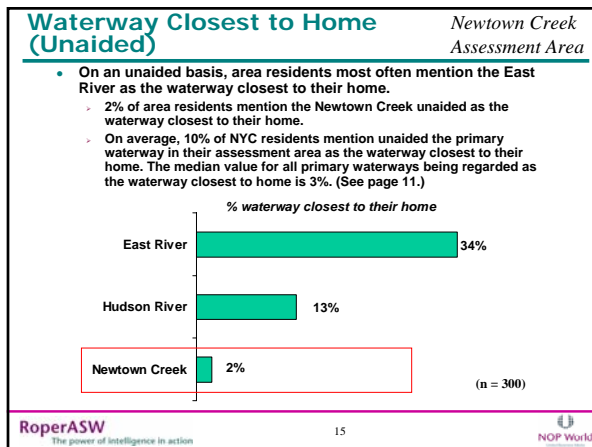 Waterway Closest to Home
(Unaided)
Newtown Creek
Assessment Area
• On an unaided basis, area residents most often mention the East
River as the waterway closest to their home.
➢ 2% of area residents mention the Newtown Creek unaided as the
waterway closest to their home.
➢ On average, 10% of NYC residents mention unaided the primary
waterway in their assessment area as the waterway closest to their
home. The median value for all primary waterways being regarded as
the waterway closest to home is 3%. (See page 11.)
% waterway closest to their home
East River 34%
Hudson River 13%
Newtown Creek 2%
(n = 300)
RoperASW
The power of intelligence in action
15
NOP World